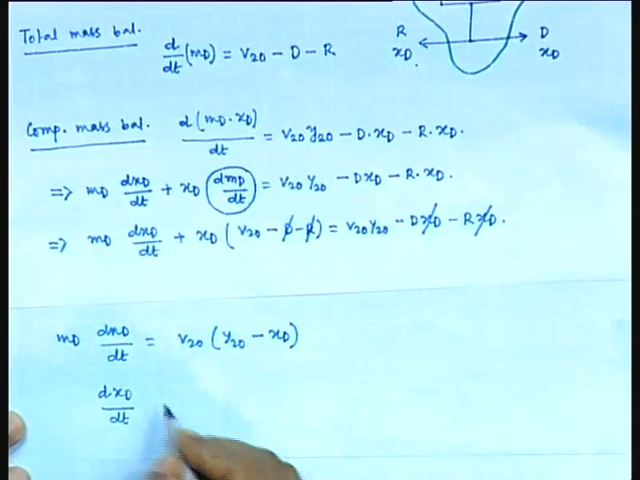 Total mass bal. d/dt (mD) = V20 − D − R
R D
xD xD
Comp. mass bal. d(mD·xD)/dt = V20 y20 − D·xD − R·xD.
=> mD dxD/dt + xD (dmD/dt) = V20 y20 − DxD − R·xD.
=> mD dxD/dt + xD (V20 − D − R) = V20 y20 − DxD − RxD.
mD dxD/dt = V20 (y20 − xD)
dxD/dt